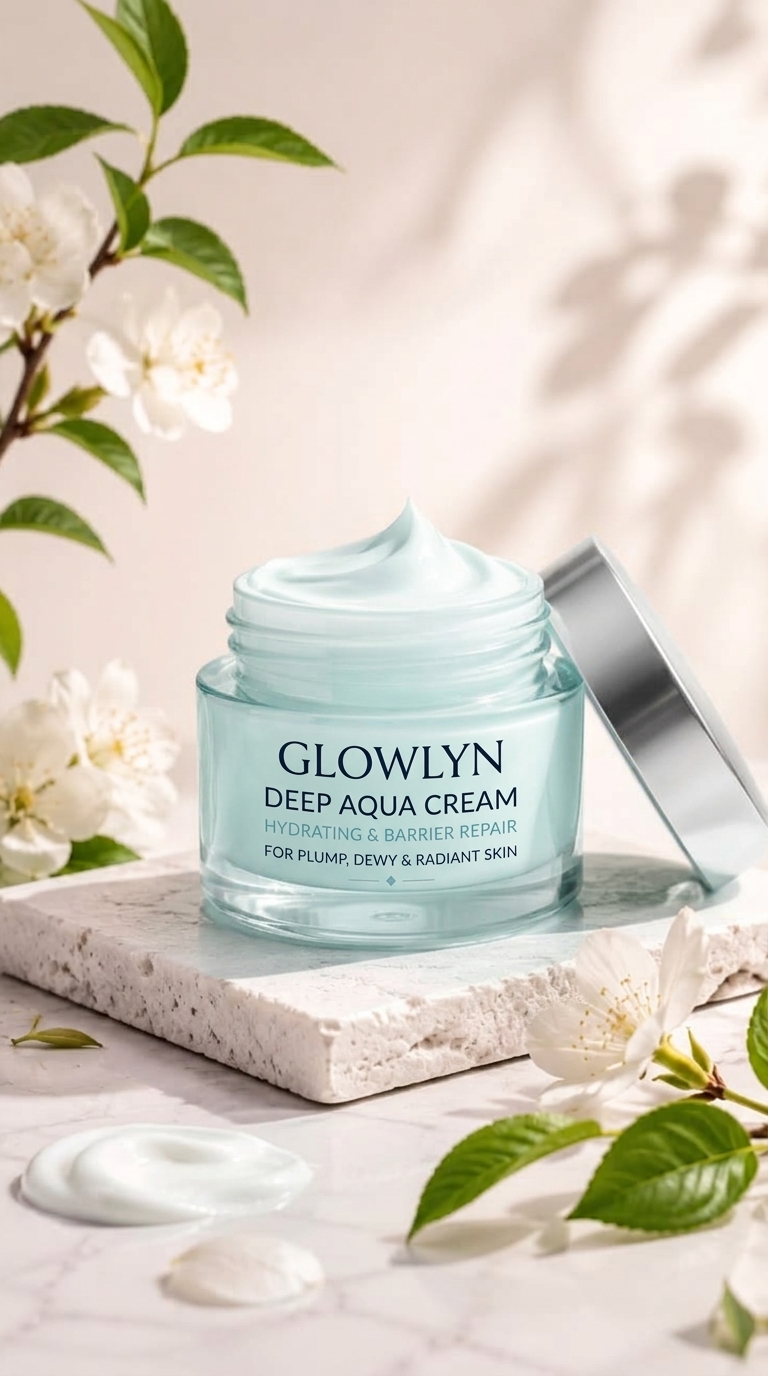 GLOWLYN
DEEP AQUA CREAM
HYDRATING & BARRIER REPAIR
FOR PLUMP, DEWY & RADIANT SKIN